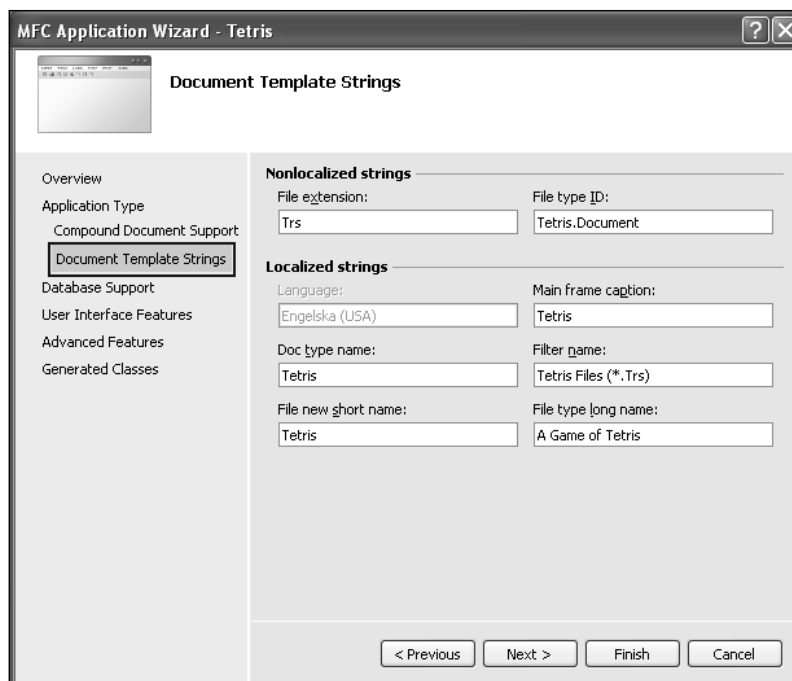 MFC Application Wizard - Tetris
Document Template Strings
Overview
Application Type
Compound Document Support
Document Template Strings
Database Support
User Interface Features
Advanced Features
Generated Classes
Nonlocalized strings
File extension:
File type ID:
Trs
Tetris.Document
Localized strings
Language:
Main frame caption:
Engelska (USA)
Tetris
Doc type name:
Filter name:
Tetris
Tetris Files (*.Trs)
File new short name:
File type long name:
Tetris
A Game of Tetris
< Previous
Next >
Finish
Cancel